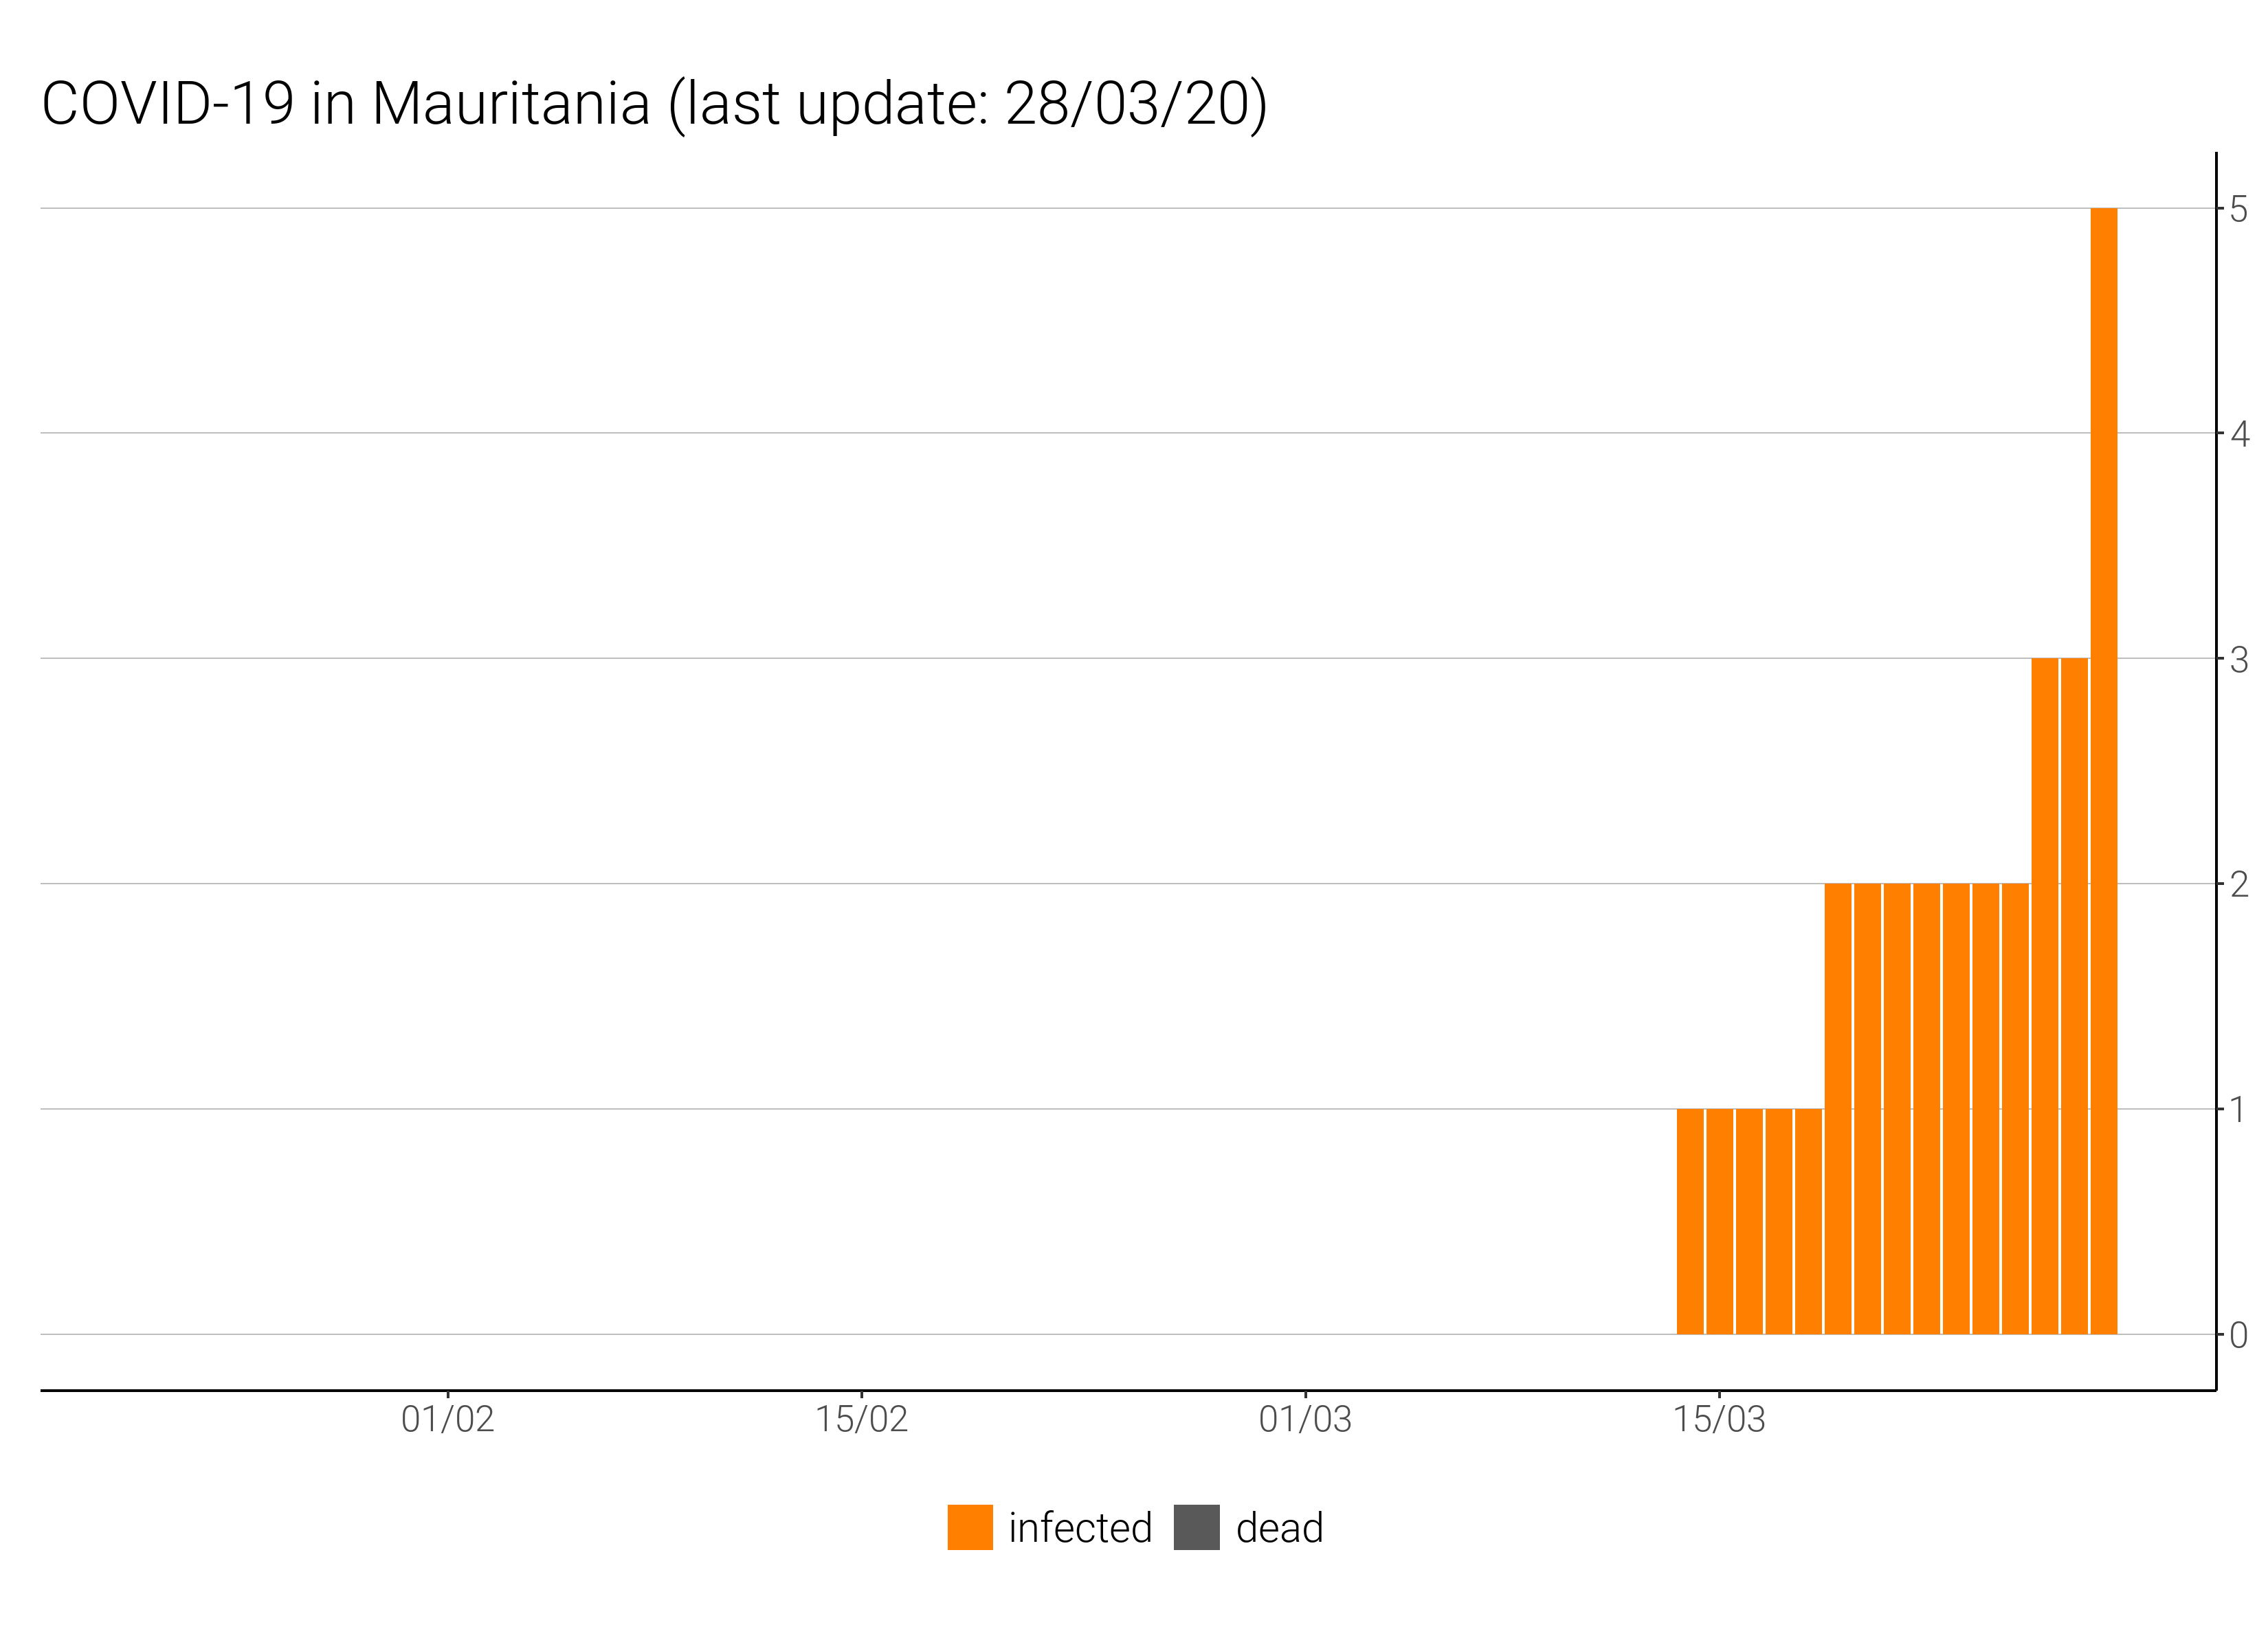 COVID-19 in Mauritania (last update: 28/03/20)
5
4
3
2
1
0
01/02 15/02 01/03 15/03
infected dead